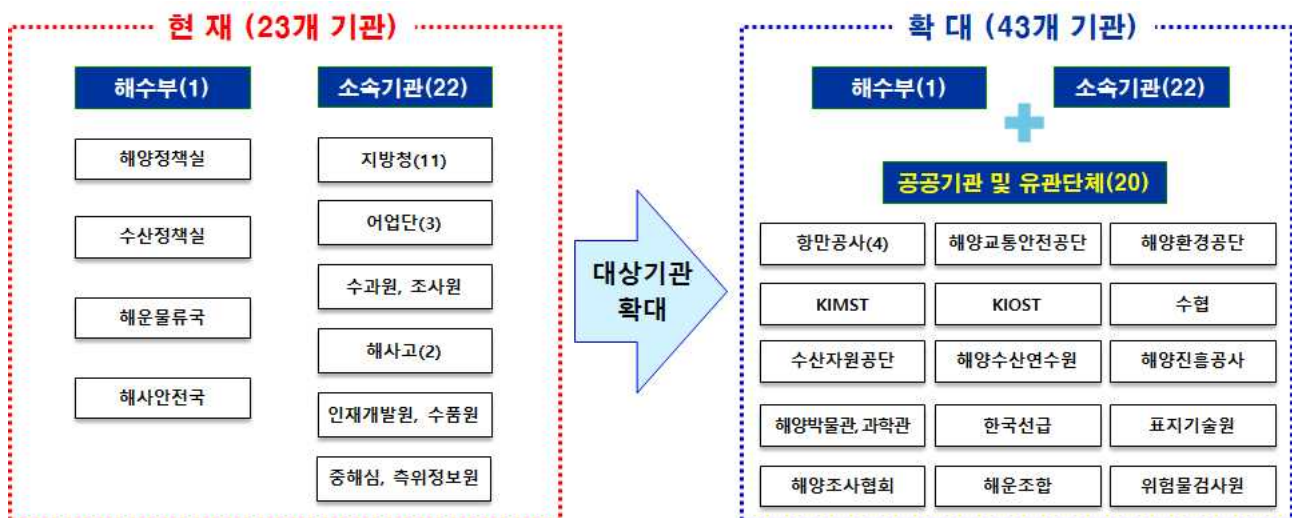 현 재 (23개 기관)
해수부(1)
소속기관(22)
해양정책실
수산정책실
해운물류국
해사안전국
지방청(11)
어업단(3)
수과원, 조사원
해사고(2)
인재개발원, 수품원
중해심, 측위정보원
대상기관
확대
확 대 (43개 기관)
해수부(1)
소속기관(22)
공공기관 및 유관단체(20)
항만공사(4)
해양교통안전공단
해양환경공단
KIMST
KIOST
수협
수산자원공단
해양수산연수원
해양진흥공사
해양박물관, 과학관
한국선급
표지기술원
해양조사협회
해운조합
위험물검사원